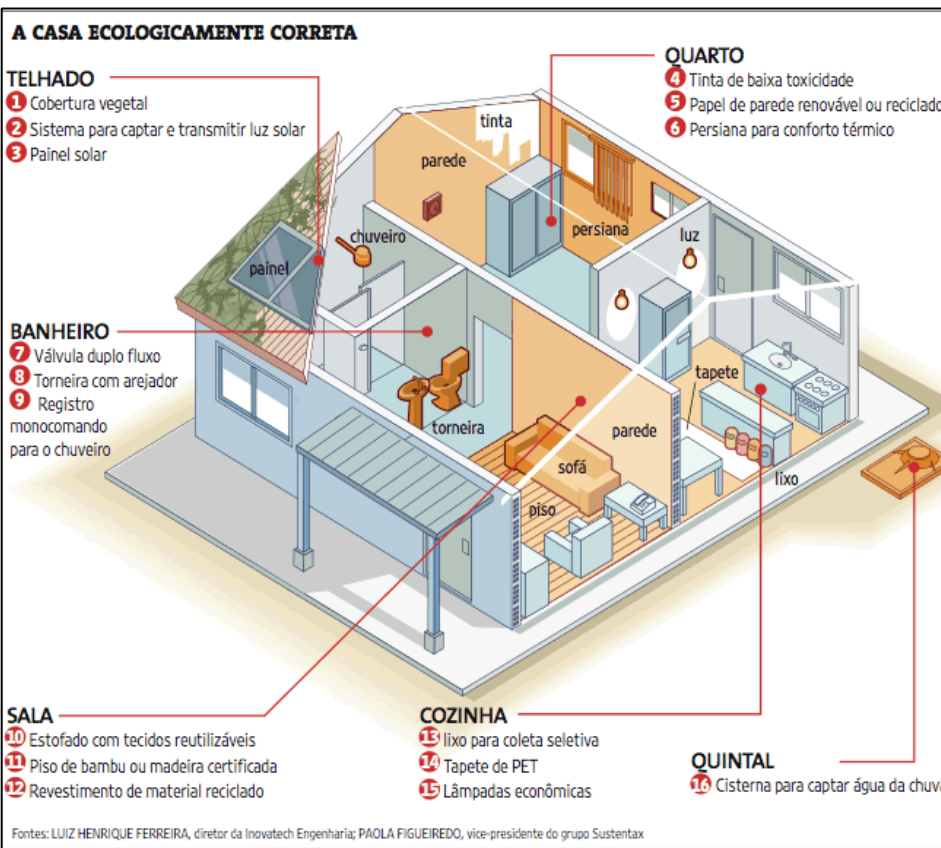 A CASA ECOLOGICAMENTE CORRETA
TELHADO
1 Cobertura vegetal
2 Sistema para captar e transmitir luz solar
3 Painel solar
QUARTO
4 Tinta de baixa toxicidade
5 Papel de parede renovável ou reciclado
6 Persiana para conforto térmico
tinta
parede
persiana
luz
chuveiro
painel
BANHEIRO
7 Válvula duplo fluxo
8 Torneira com arejador
9 Registro
monocomando
para o chuveiro
torneira
tapete
parede
sofá
piso
lixo
SALA
10 Estofado com tecidos reutilizáveis
11 Piso de bambu ou madeira certificada
12 Revestimento de material reciclado
COZINHA
13 lixo para coleta seletiva
14 Tapete de PET
15 Lâmpadas econômicas
QUINTAL
16 Cisterna para captar água da chuva
Fontes: LUIZ HENRIQUE FERREIRA, diretor da Inovatech Engenharia; PAOLA FIGUEIREDO, vice-presidente do grupo Sustentax